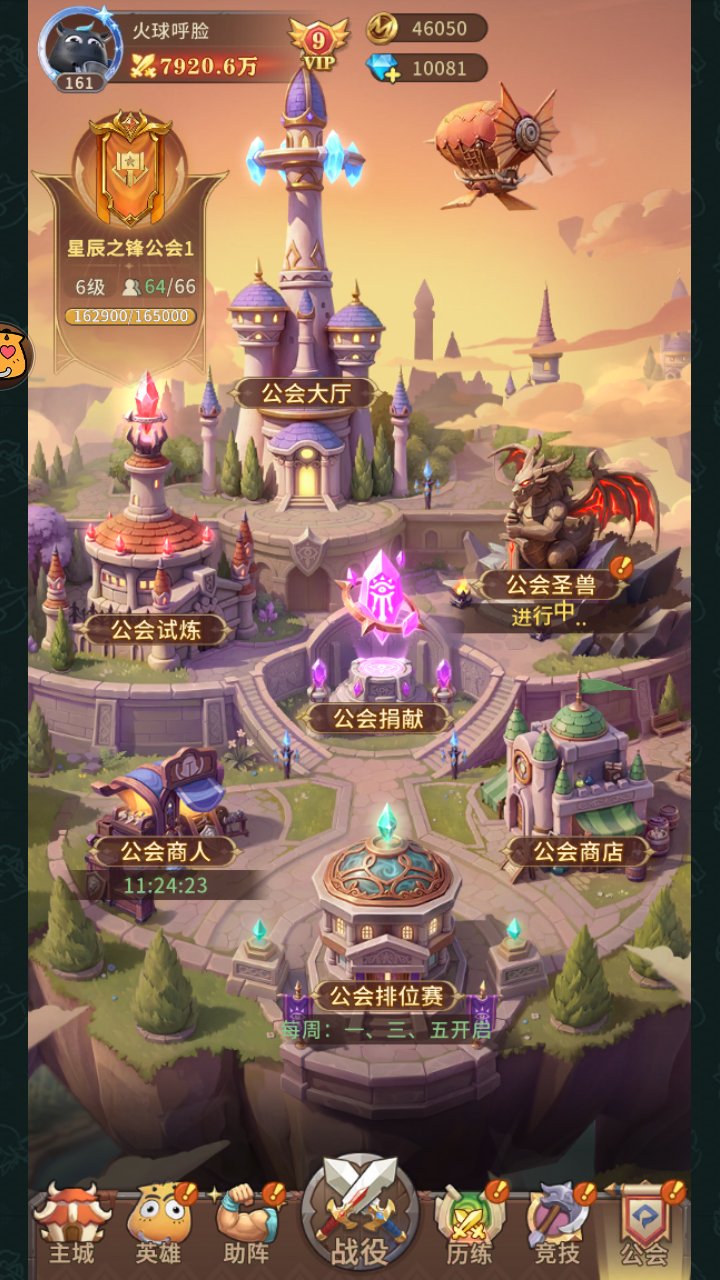 火球呼脸
161
7920.6万
9
VIP
46050
10081
星辰之锋公会1
6级 64/66
162900/165000
公会大厅
公会圣兽
进行中..
公会试炼
公会捐献
公会商人
11:24:23
公会商店
公会排位赛
每周：一、三、五开启
主城
英雄
助阵
战役
历练
竞技
公会